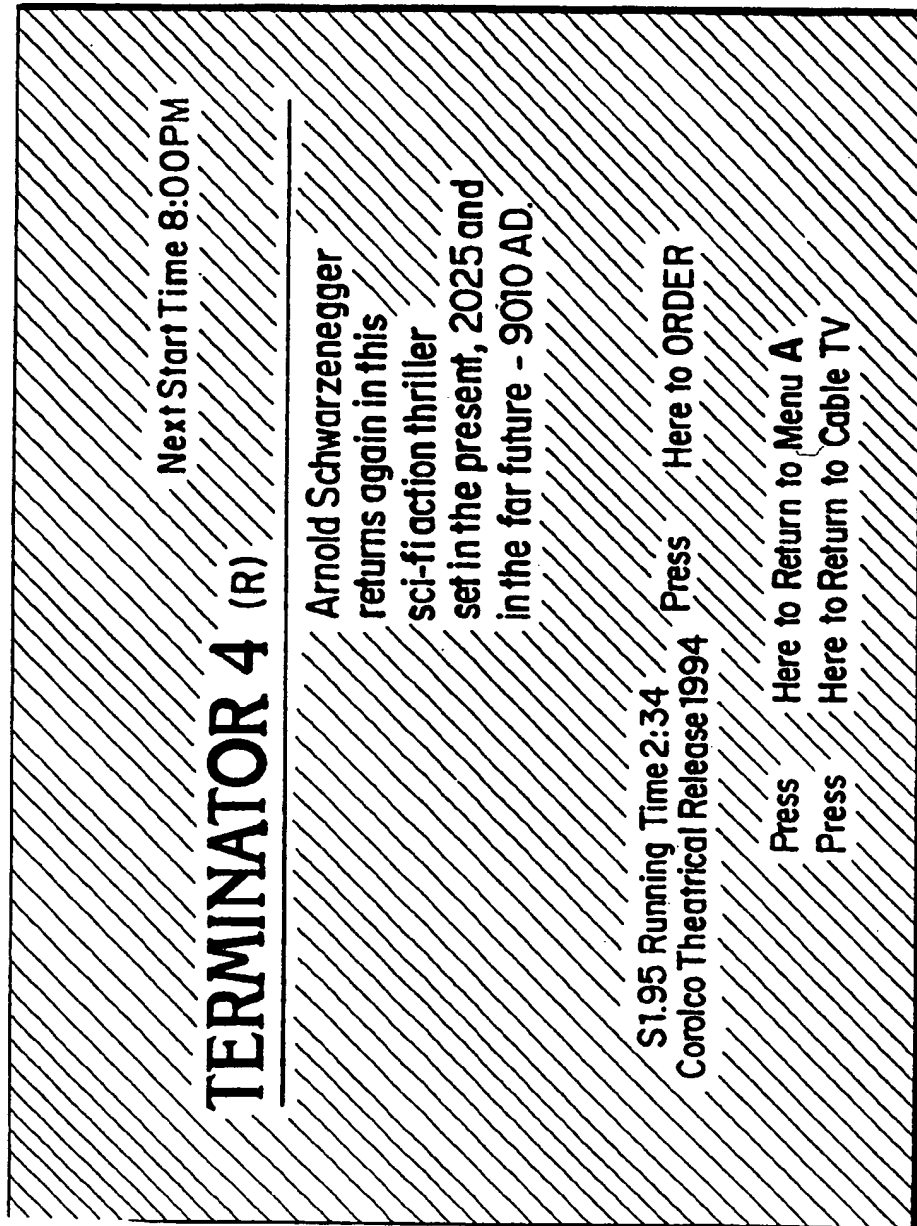 Next Start Time 8:00PM
TERMINATOR 4 (R)
Arnold Schwarzenegger
returns again in this
sci-fi action thriller
set in the present, 2025 and
in the far future - 9010 AD.
S1.95 Running Time 2:34
Corolco Theatrical Release 1994
Press Here to ORDER
Press Here to Return to Menu A
Press Here to Return to Cable TV